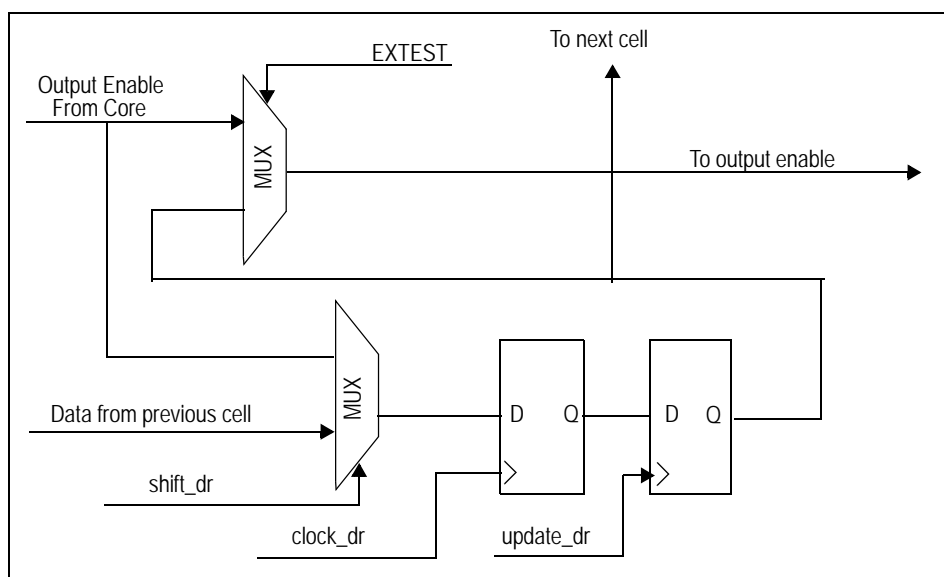 To next cell
EXTEST
Output Enable
From Core
MUX
To output enable
MUX
D Q
D Q
Data from previous cell
shift_dr
clock_dr
update_dr